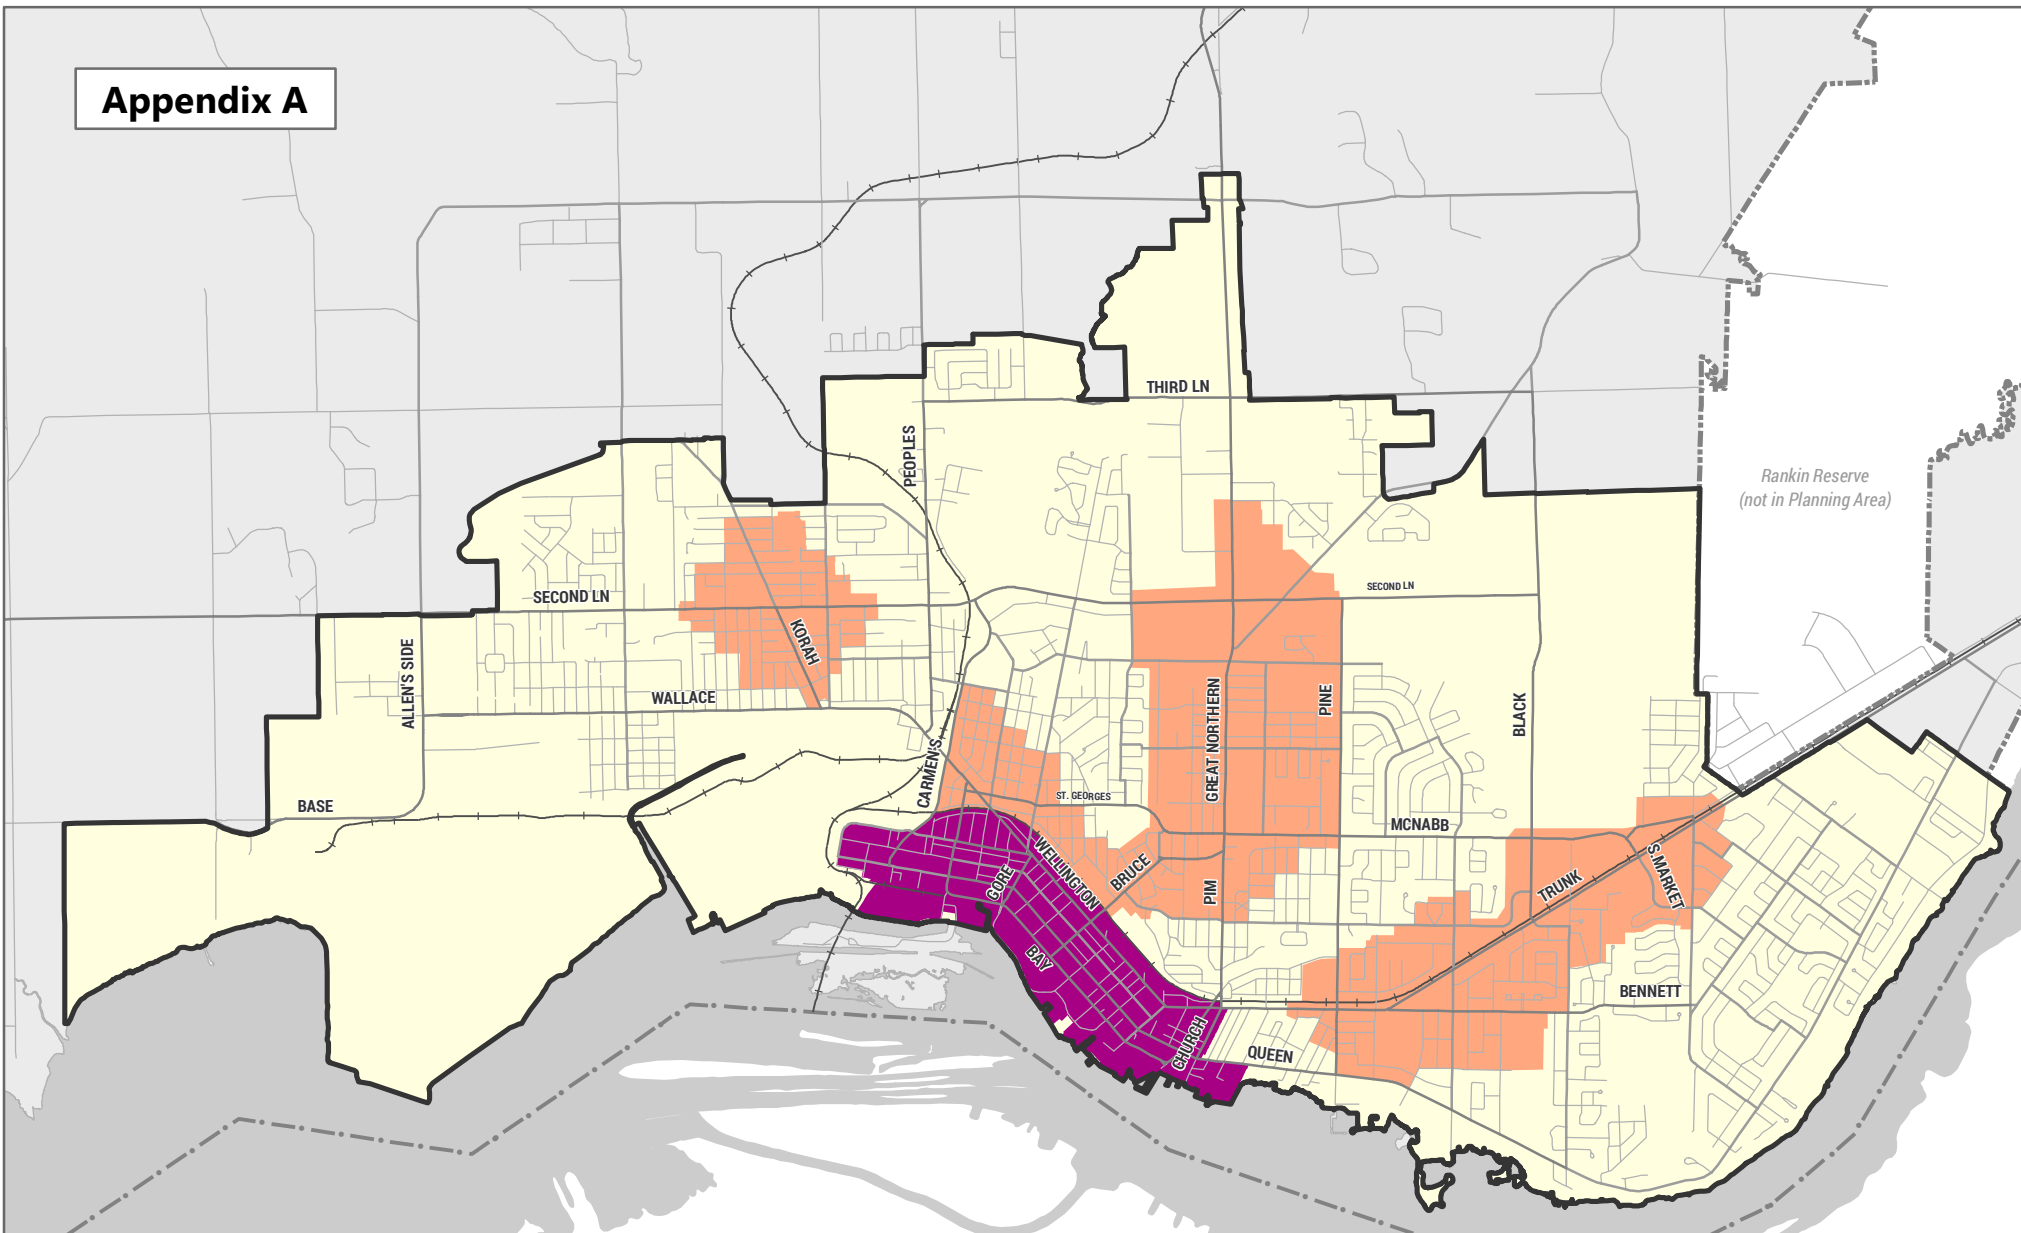 Appendix A
THIRD LN
PEOPLES
Rankin Reserve
(not in Planning Area)
SECOND LN
SECOND LN
KORAH
ALLEN'S SIDE
WALLACE
GREAT NORTHERN
PINE
BLACK
CARMEN'S
BASE
ST. GEORGES
MCNABB
WELLINGTON
BRUCE
GORE
PIM
TRUNK
S.MARKET
BAY
BENNETT
CHURCH
QUEEN